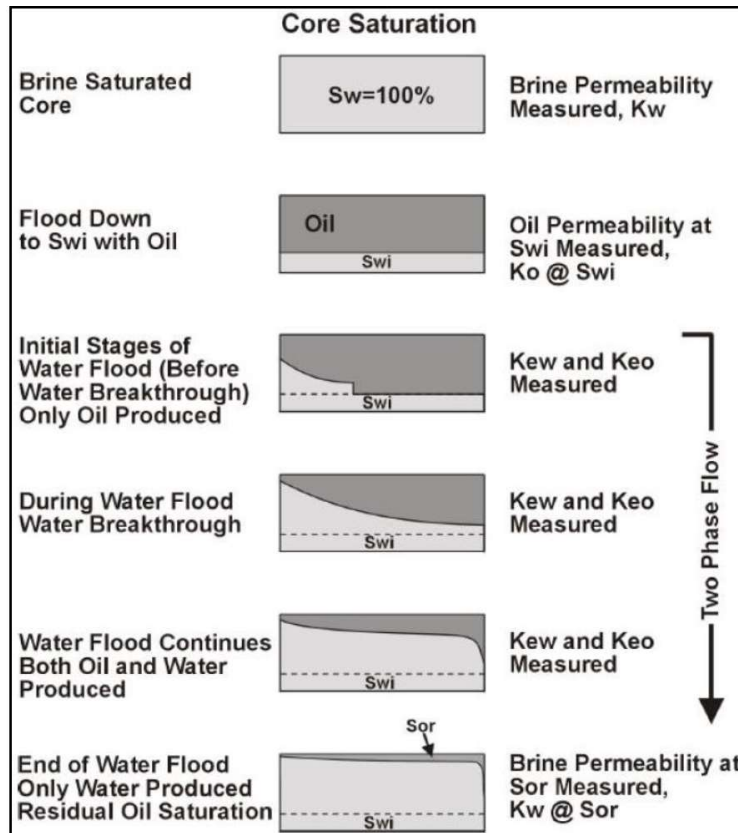 Core Saturation
Brine Saturated
Core
Sw=100%
Brine Permeability
Measured, Kw
Flood Down
to Swi with Oil
Oil
Swi
Oil Permeability at
Swi Measured,
Ko @ Swi
Initial Stages of
Water Flood (Before
Water Breakthrough)
Only Oil Produced
Swi
Kew and Keo
Measured
During Water Flood
Water Breakthrough
Swi
Kew and Keo
Measured
Water Flood Continues
Both Oil and Water
Produced
Swi
Kew and Keo
Measured
Two Phase Flow
End of Water Flood
Only Water Produced
Residual Oil Saturation
Sor
Swi
Brine Permeability at
Sor Measured,
Kw @ Sor